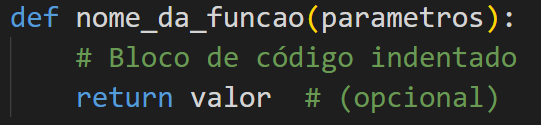 def nome_da_funcao(parametros):
    # Bloco de código indentado
    return valor  # (opcional)